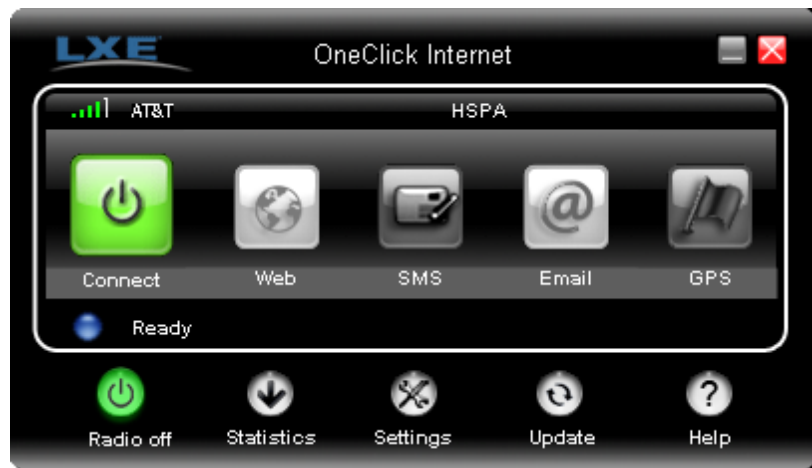 LXE OneClick Internet
AT&T HSPA
Connect Web SMS Email GPS
Ready
Radio off Statistics Settings Update Help